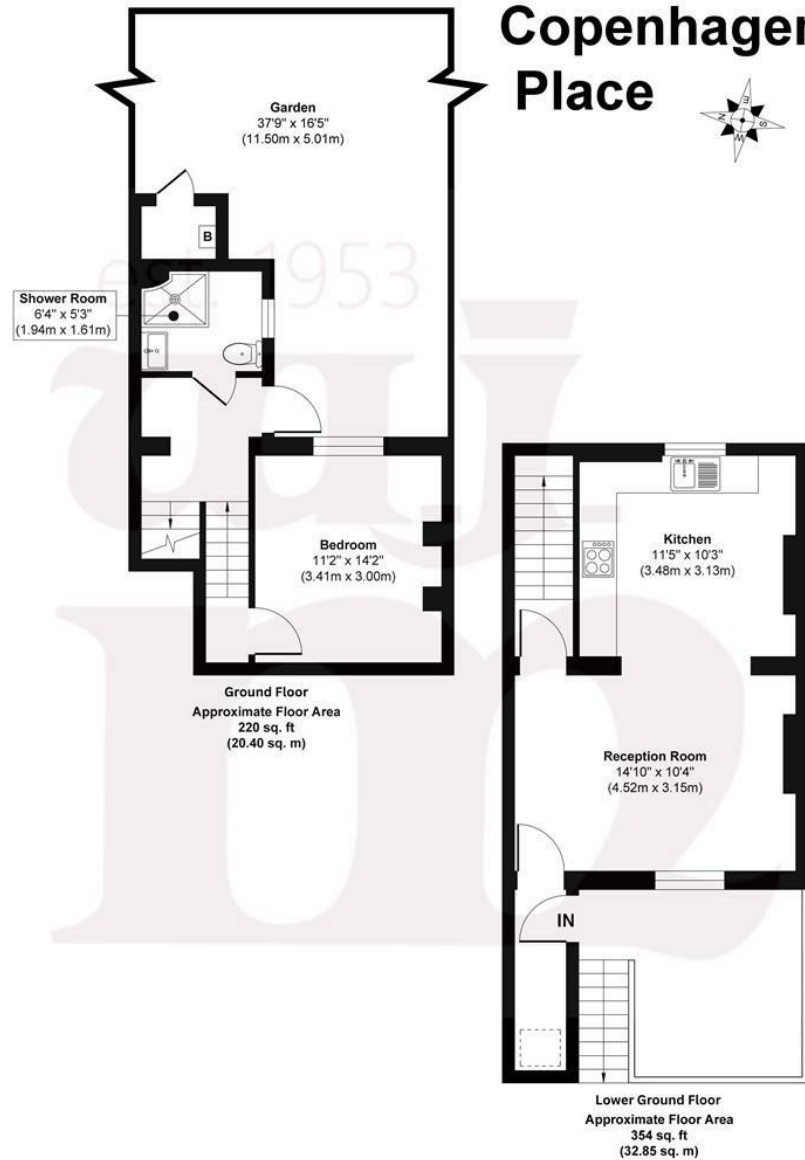 Copenhagen
Place
N
E
S
W
Garden
37'9" x 16'5"
(11.50m x 5.01m)
B
est. 1953
Shower Room
6'4" x 5'3"
(1.94m x 1.61m)
wj
m
Bedroom
11'2" x 14'2"
(3.41m x 3.00m)
Ground Floor
Approximate Floor Area
220 sq. ft
(20.40 sq. m)
Kitchen
11'5" x 10'3"
(3.48m x 3.13m)
Reception Room
14'10" x 10'4"
(4.52m x 3.15m)
IN
Lower Ground Floor
Approximate Floor Area
354 sq. ft
(32.85 sq. m)